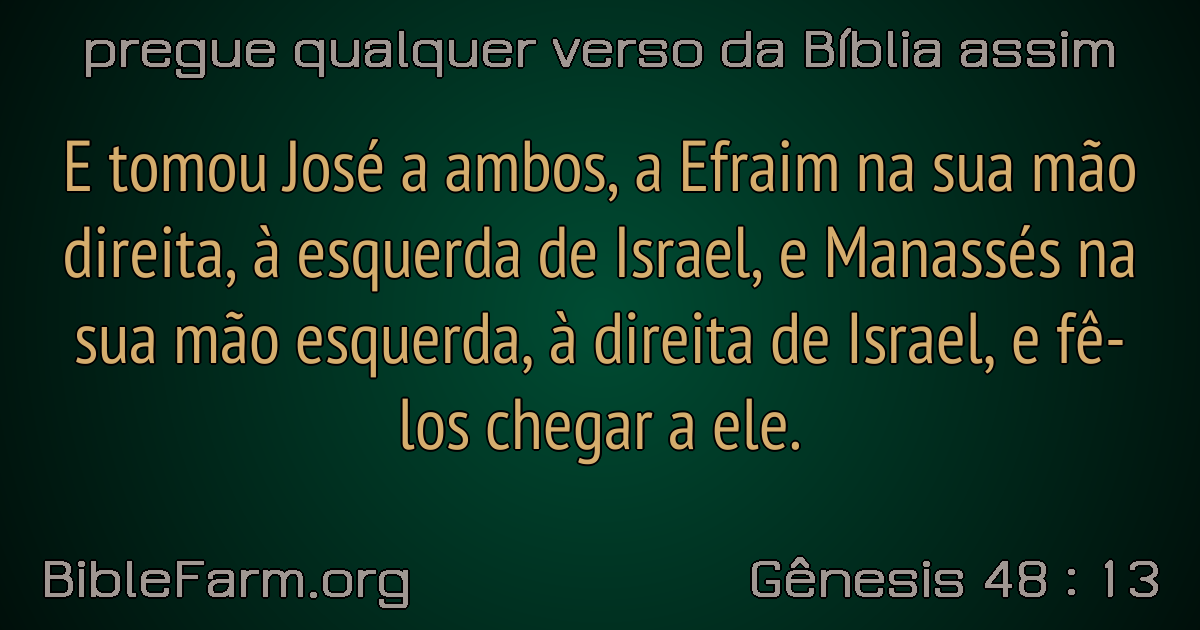 pregue qualquer verso da Bíblia assim
E tomou José a ambos, a Efraim na sua mão
direita, à esquerda de Israel, e Manassés na
sua mão esquerda, à direita de Israel, e fê-
los chegar a ele.
BibleFarm.org
Gênesis 48 : 13